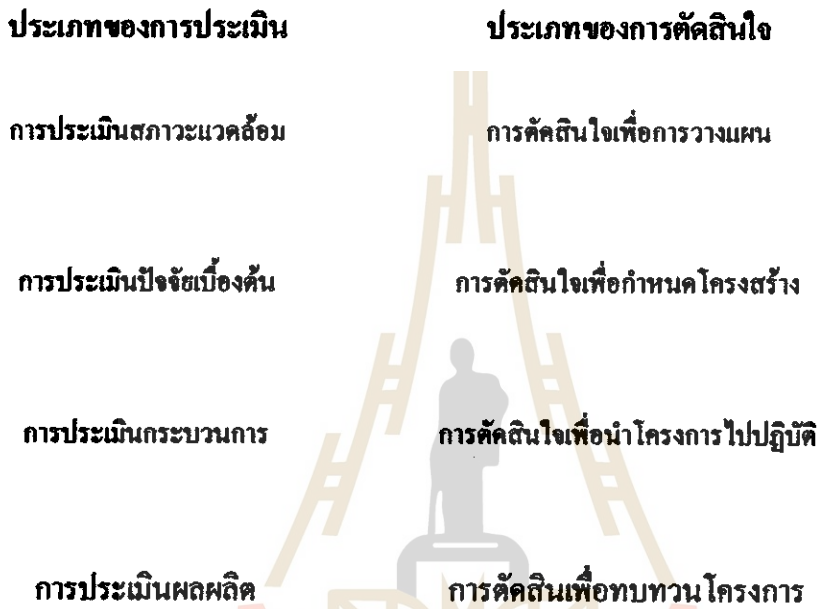 ประเภทของการประเมิน ประเภทของการตัดสินใจ
การประเมินสภาวะแวดล้อม การตัดสินใจเพื่อการวางแผน
การประเมินปัจจัยเบื้องต้น การตัดสินใจเพื่อกำหนดโครงสร้าง
การประเมินกระบวนการ การตัดสินใจเพื่อนำโครงการไปปฏิบัติ
การประเมินผลผลิต การตัดสินเพื่อทบทวนโครงการ